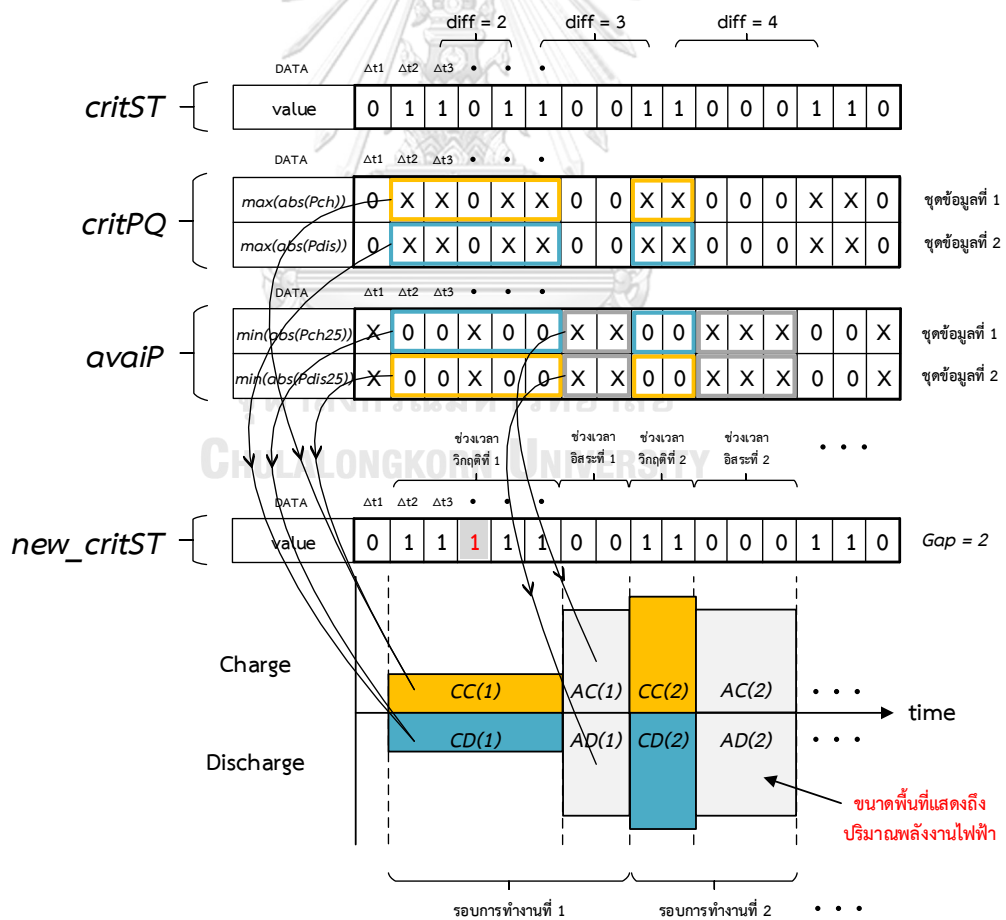 diff = 2 diff = 3 diff = 4
DATA Δt1 Δt2 Δt3 • • •
critST value 0 1 1 0 1 1 0 0 1 1 0 0 0 1 1 0
DATA Δt1 Δt2 Δt3 • • •
critPQ
max(abs(Pch)) 0 X X 0 X X 0 0 X X 0 0 0 X X 0 ชุดข้อมูลที่ 1
max(abs(Pdis)) 0 X X 0 X X 0 0 X X 0 0 0 X X 0 ชุดข้อมูลที่ 2
DATA Δt1 Δt2 Δt3 • • •
avaiP
min(abs(Pch25)) X 0 0 X 0 0 X X 0 0 X X X 0 0 X ชุดข้อมูลที่ 1
min(abs(Pdis25)) X 0 0 X 0 0 X X 0 0 X X X 0 0 X ชุดข้อมูลที่ 2
CHULALONGKORN UNIVERSITY
ช่วงเวลา ช่วงเวลา ช่วงเวลา ช่วงเวลา
วิกฤติที่ 1 อิสระที่ 1 วิกฤติที่ 2 อิสระที่ 2 • • •
DATA Δt1 Δt2 Δt3 • • •
new_critST value 0 1 1 1 1 1 0 0 1 1 0 0 0 1 1 0 Gap = 2
Charge
CC(1) AC(1) CC(2) AC(2) • • •
time
CD(1) AD(1) CD(2) AD(2) • • •
Discharge
ขนาดพื้นที่แสดงถึง
ปริมาณพลังงานไฟฟ้า
รอบการทำงานที่ 1 รอบการทำงานที่ 2 • • •